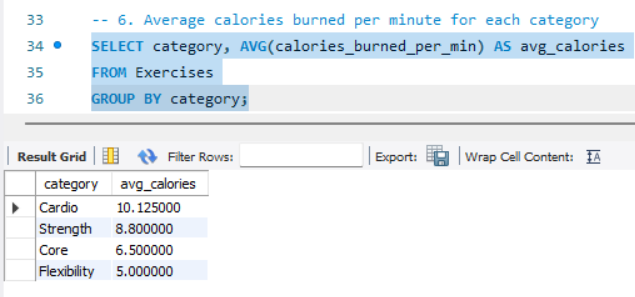 33 -- 6. Average calories burned per minute for each category
34 SELECT category, AVG(calories_burned_per_min) AS avg_calories
35 FROM Exercises
36 GROUP BY category;
Result Grid Filter Rows: Export: Wrap Cell Content: IA
category avg_calories
Cardio 10.125000
Strength 8.800000
Core 6.500000
Flexibility 5.000000